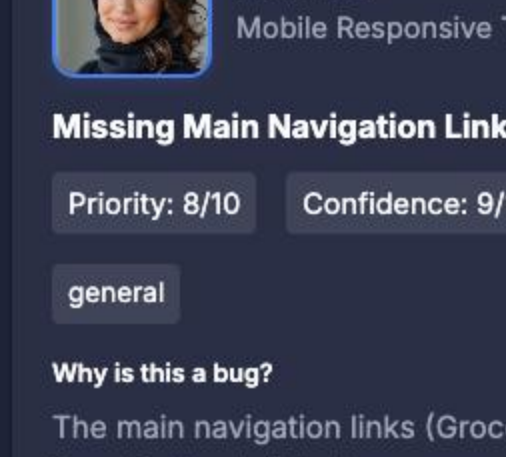 Mobile Responsive
Missing Main Navigation Link
Priority: 8/10
Confidence: 9/
general
Why is this a bug?
The main navigation links (Groc